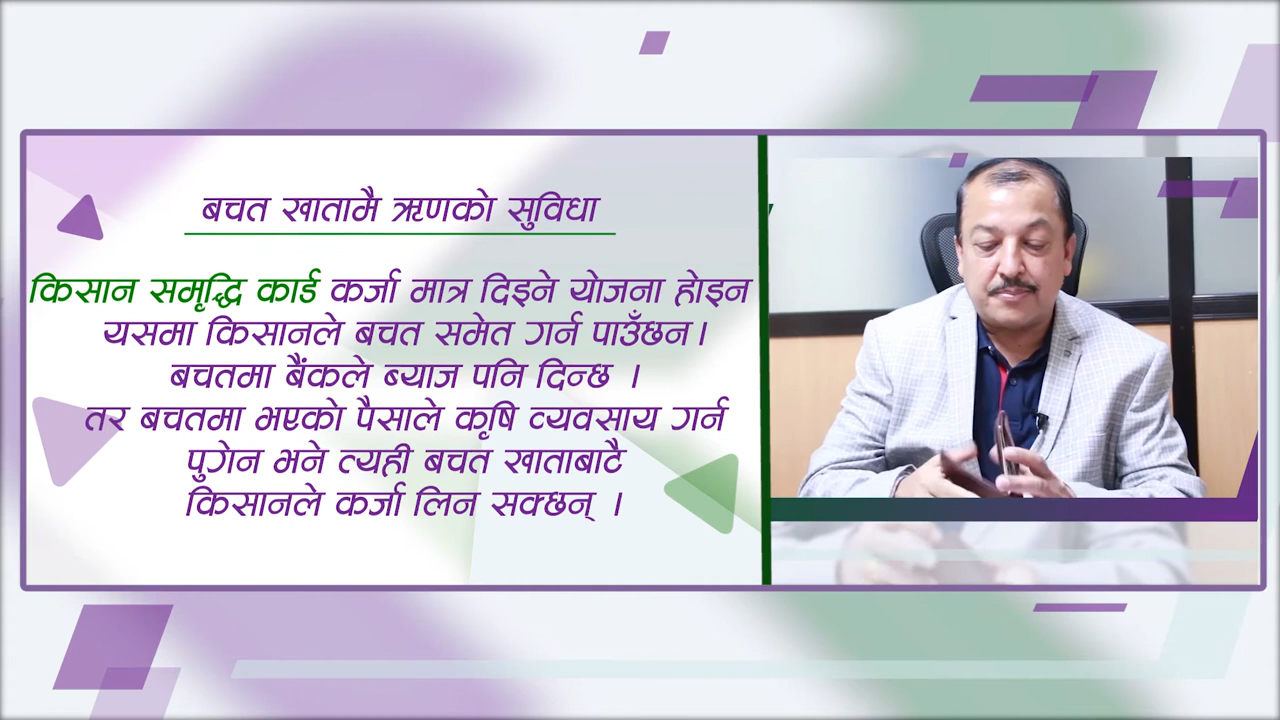 बचत खातामै ऋणको सुविधा
किसान समृद्धि कार्ड कर्जा मात्र दिइने योजना होइन
यसमा किसानले बचत समेत गर्न पाउँछन ।
बचतमा बैंकले ब्याज पनि दिन्छ ।
तर बचतमा भएको पैसाले कृषि व्यवसाय गर्न
पुगेन भने त्यही बचत खाताबाटै
किसानले कर्जा लिन सक्छन् ।